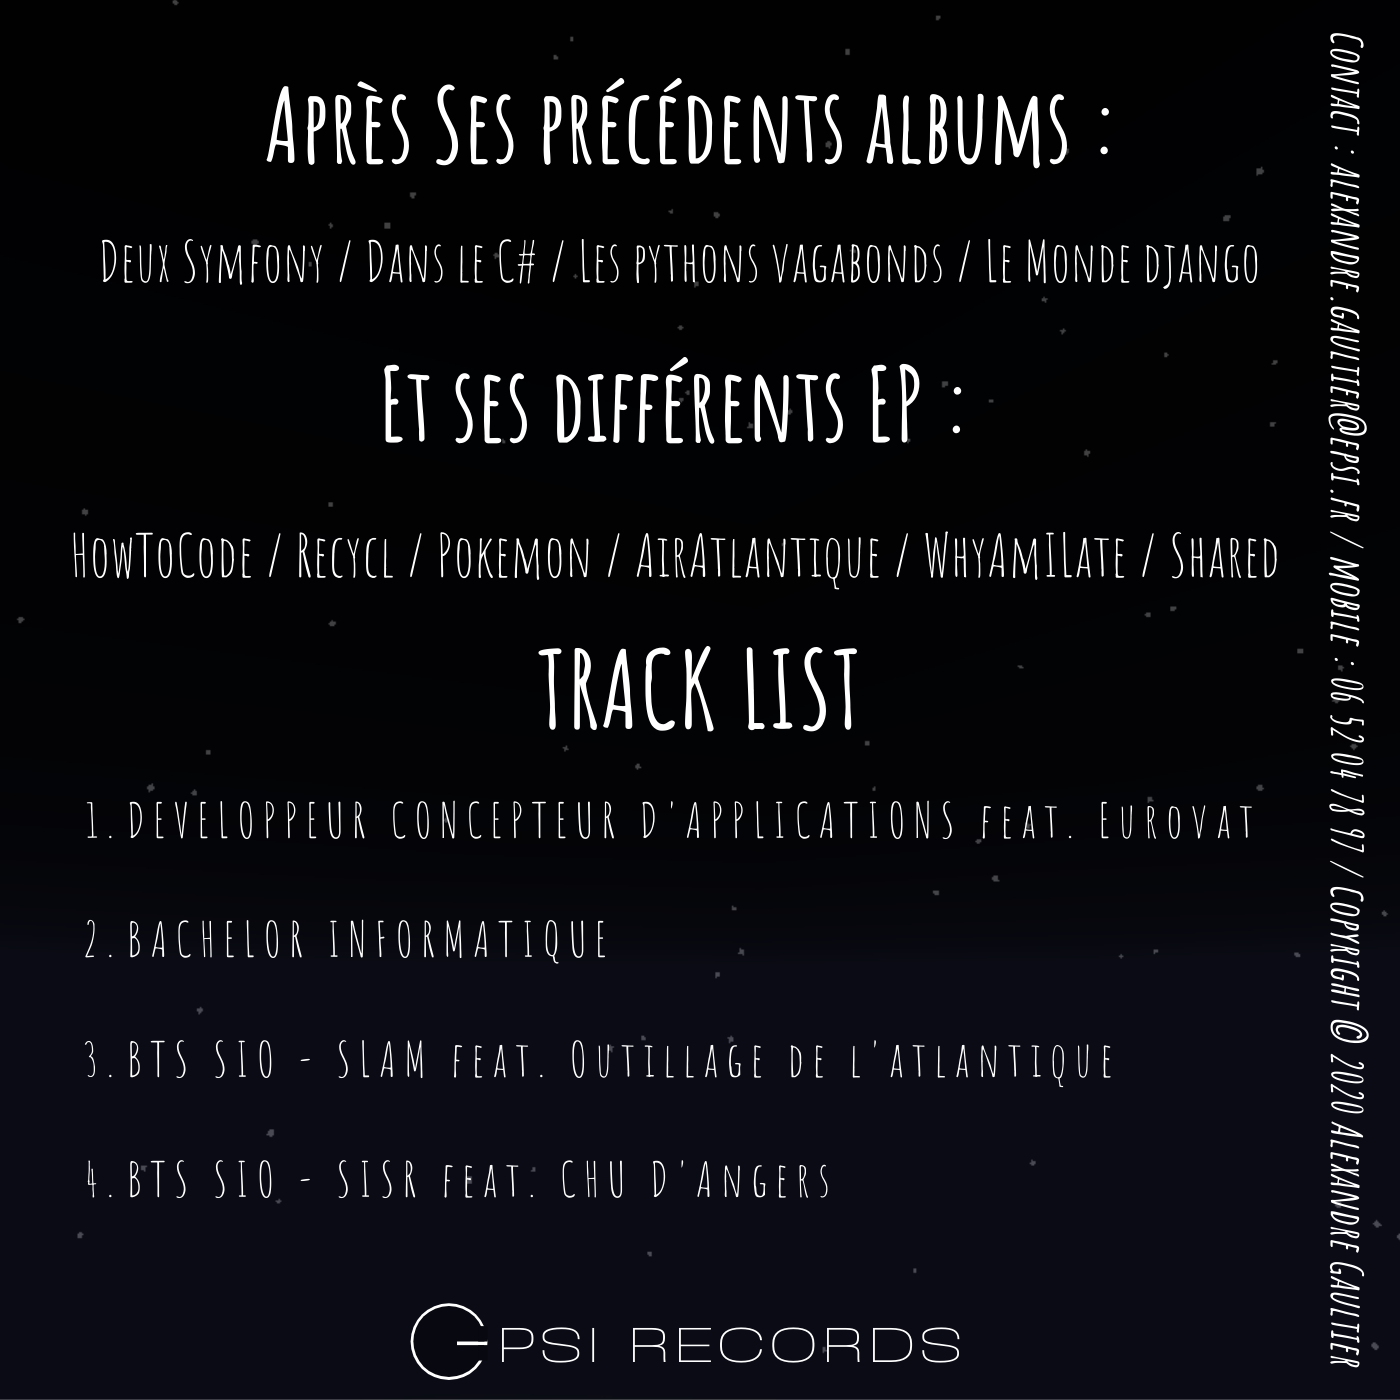 Après Ses précédents albums :
Deux Symfony / Dans le C# / Les pythons vagabonds / Le Monde django
Et ses différents EP :
HowToCode / Recycl / Pokemon / AirAtlantique / WhyAmILate / Shared
TRACK LIST
1. DEVELOPPEUR CONCEPTEUR D'APPLICATIONS feat. Eurovat
2. BACHELOR INFORMATIQUE
3. BTS SIO - SLAM feat. Outillage de l'atlantique
4. BTS SIO - SISR feat. CHU D'Angers
EPSI RECORDS
Contact : alexandre.gaultier@epsi.fr / mobile : 06 52 04 78 97 / Copyright © 2020 Alexandre Gaultier